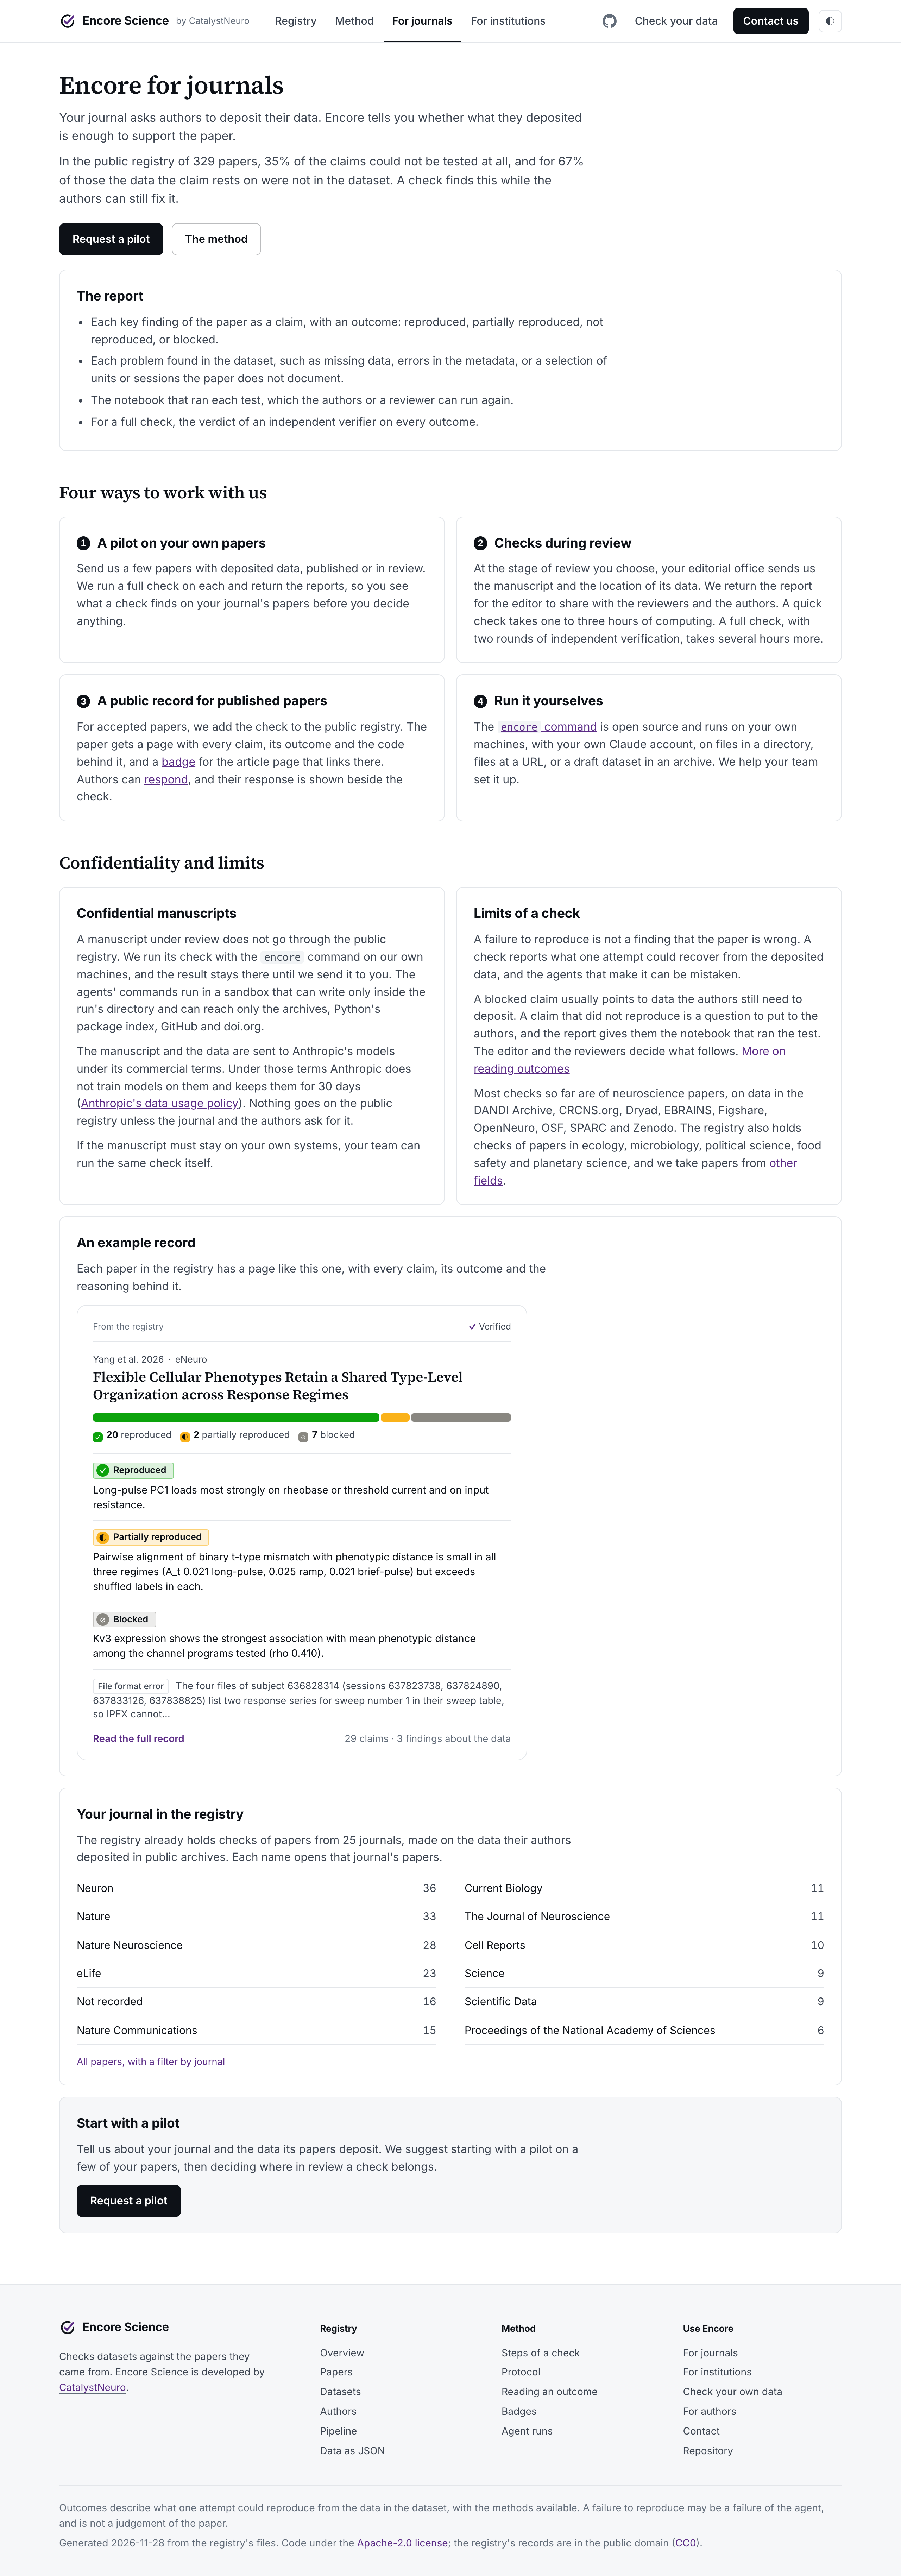 Encore Science by CatalystNeuro Registry Method For journals For institutions Check your data Contact us
Encore for journals
Your journal asks authors to deposit their data. Encore tells you whether what they deposited
is enough to support the paper.
In the public registry of 329 papers, 35% of the claims could not be tested at all, and for 67%
of those the data the claim rests on were not in the dataset. A check finds this while the
authors can still fix it.
Request a pilot The method
The report
• Each key finding of the paper as a claim, with an outcome: reproduced, partially reproduced, not
reproduced, or blocked.
• Each problem found in the dataset, such as missing data, errors in the metadata, or a selection of
units or sessions the paper does not document.
• The notebook that ran each test, which the authors or a reviewer can run again.
• For a full check, the verdict of an independent verifier on every outcome.
Four ways to work with us
1 A pilot on your own papers
Send us a few papers with deposited data, published or in review.
We run a full check on each and return the reports, so you see
what a check finds on your journal's papers before you decide
anything.
2 Checks during review
At the stage of review you choose, your editorial office sends us
the manuscript and the location of its data. We return the report
for the editor to share with the reviewers and the authors. A quick
check takes one to three hours of computing. A full check, with
two rounds of independent verification, takes several hours more.
3 A public record for published papers
For accepted papers, we add the check to the public registry. The
paper gets a page with every claim, its outcome and the code
behind it, and a badge for the article page that links there.
Authors can respond, and their response is shown beside the
check.
4 Run it yourselves
The encore command is open source and runs on your own
machines, with your own Claude account, on files in a directory,
files at a URL, or a draft dataset in an archive. We help your team
set it up.
Confidentiality and limits
Confidential manuscripts
A manuscript under review does not go through the public
registry. We run its check with the encore command on our own
machines, and the result stays there until we send it to you. The
agents' commands run in a sandbox that can write only inside the
run's directory and can reach only the archives, Python's
package index, GitHub and doi.org.
The manuscript and the data are sent to Anthropic's models
under its commercial terms. Under those terms Anthropic does
not train models on them and keeps them for 30 days
(Anthropic's data usage policy). Nothing goes on the public
registry unless the journal and the authors ask for it.
If the manuscript must stay on your own systems, your team can
run the same check itself.
Limits of a check
A failure to reproduce is not a finding that the paper is wrong. A
check reports what one attempt could recover from the deposited
data, and the agents that make it can be mistaken.
A blocked claim usually points to data the authors still need to
deposit. A claim that did not reproduce is a question to put to the
authors, and the report gives them the notebook that ran the test.
The editor and the reviewers decide what follows. More on
reading outcomes
Most checks so far are of neuroscience papers, on data in the
DANDI Archive, CRCNS.org, Dryad, EBRAINS, Figshare,
OpenNeuro, OSF, SPARC and Zenodo. The registry also holds
checks of papers in ecology, microbiology, political science, food
safety and planetary science, and we take papers from other
fields.
An example record
Each paper in the registry has a page like this one, with every claim, its outcome and the
reasoning behind it.
From the registry ✓ Verified
Yang et al. 2026 · eNeuro
Flexible Cellular Phenotypes Retain a Shared Type-Level
Organization across Response Regimes
20 reproduced 2 partially reproduced 7 blocked
Reproduced
Long-pulse PC1 loads most strongly on rheobase or threshold current and on input
resistance.
Partially reproduced
Pairwise alignment of binary t-type mismatch with phenotypic distance is small in all
three regimes (A_t 0.021 long-pulse, 0.025 ramp, 0.021 brief-pulse) but exceeds
shuffled labels in each.
Blocked
Kv3 expression shows the strongest association with mean phenotypic distance
among the channel programs tested (rho 0.410).
File format error The four files of subject 636828314 (sessions 637823738, 637824890,
637833126, 637838825) list two response series for sweep number 1 in their sweep table,
so IPFX cannot…
Read the full record 29 claims · 3 findings about the data
Your journal in the registry
The registry already holds checks of papers from 25 journals, made on the data their authors
deposited in public archives. Each name opens that journal's papers.
Neuron 36
Nature 33
Nature Neuroscience 28
eLife 23
Not recorded 16
Nature Communications 15
Current Biology 11
The Journal of Neuroscience 11
Cell Reports 10
Science 9
Scientific Data 9
Proceedings of the National Academy of Sciences 6
All papers, with a filter by journal
Start with a pilot
Tell us about your journal and the data its papers deposit. We suggest starting with a pilot on a
few of your papers, then deciding where in review a check belongs.
Request a pilot
Encore Science
Checks datasets against the papers they
came from. Encore Science is developed by
CatalystNeuro.
Registry
Overview
Papers
Datasets
Authors
Pipeline
Data as JSON
Method
Steps of a check
Protocol
Reading an outcome
Badges
Agent runs
Use Encore
For journals
For institutions
Check your own data
For authors
Contact
Repository
Outcomes describe what one attempt could reproduce from the data in the dataset, with the methods available. A failure to reproduce may be a failure of the agent,
and is not a judgement of the paper.
Generated 2026-11-28 from the registry's files. Code under the Apache-2.0 license; the registry's records are in the public domain (CC0).